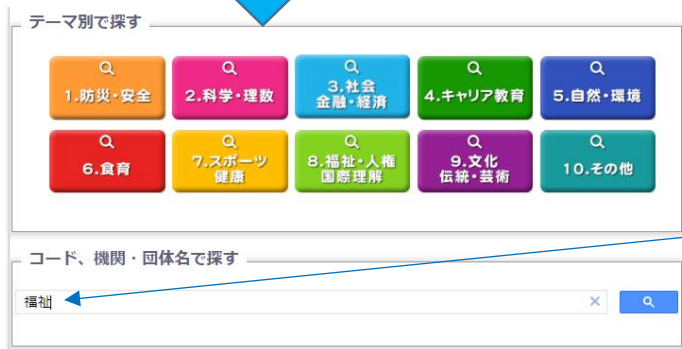 テーマ別で探す
1.防災・安全
2.科学・理数
3.社会
金融・経済
4.キャリア教育
5.自然・環境
6.食育
7.スポーツ
健康
8.福祉・人権
国際理解
9.文化
伝統・芸術
10.その他
コード、機関・団体名で探す
福祉